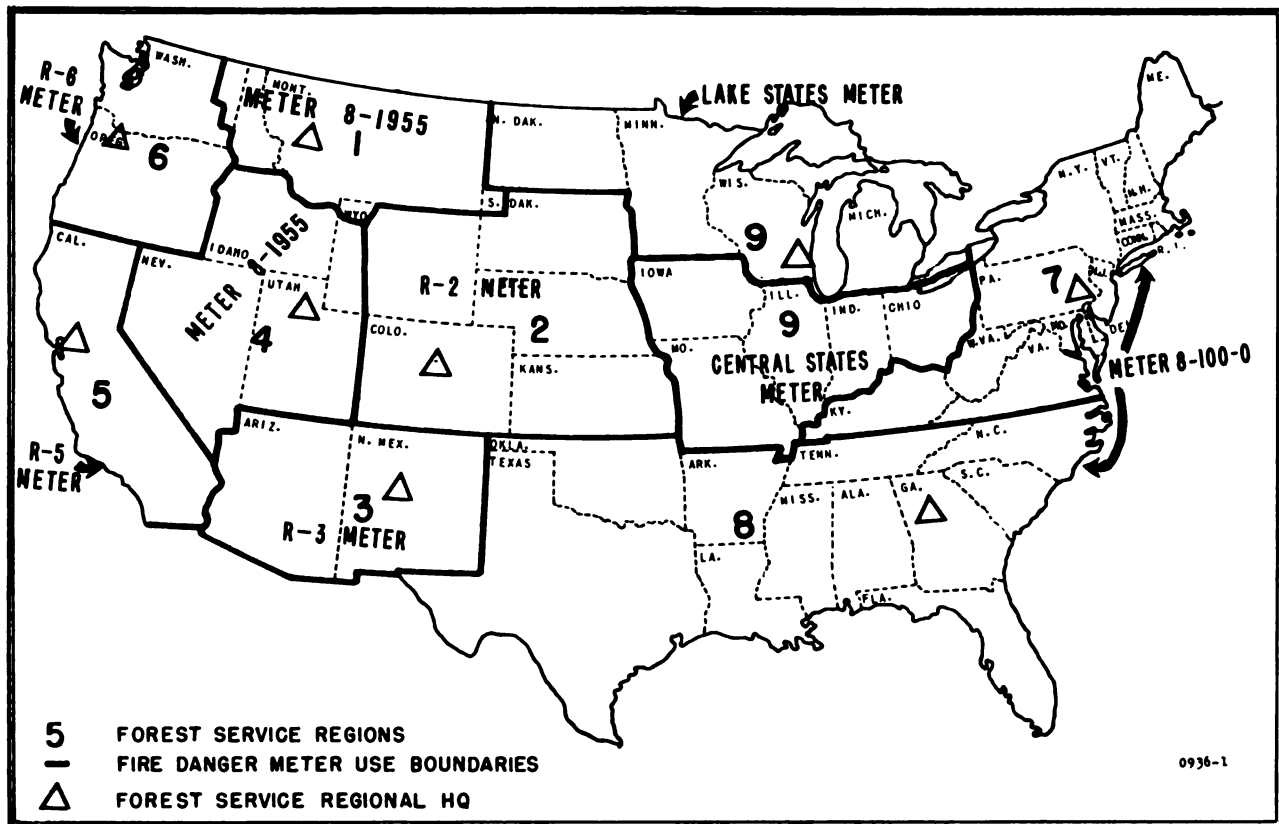 WASH.
R-6
METER
OREG.
6
MONT.
METER 8-1955
1
N. DAK.
MINN.
LAKE STATES METER
ME.
VT.
N.H.
N.Y.
MASS.
CONN.
R.I.
WIS.
MICH.
9
S. DAK.
WYO.
IDAHO
METER 8-1955
CAL.
NEV.
UTAH
4
R-2 METER
2
IOWA
ILL.
IND.
OHIO
9
PA.
7
N.J.
MD.
DEL
W.VA.
VA.
COLO.
KANS.
MO.
CENTRAL STATES
METER
KY.
METER 8-100-0
5
R-5
METER
ARIZ.
N. MEX.
3
R-3 METER
OKLA.
TEXAS
ARK.
TENN.
N.C.
S.C.
MISS.
ALA.
GA.
8
LA.
FLA.
5 FOREST SERVICE REGIONS
FIRE DANGER METER USE BOUNDARIES
FOREST SERVICE REGIONAL HQ
0936-1